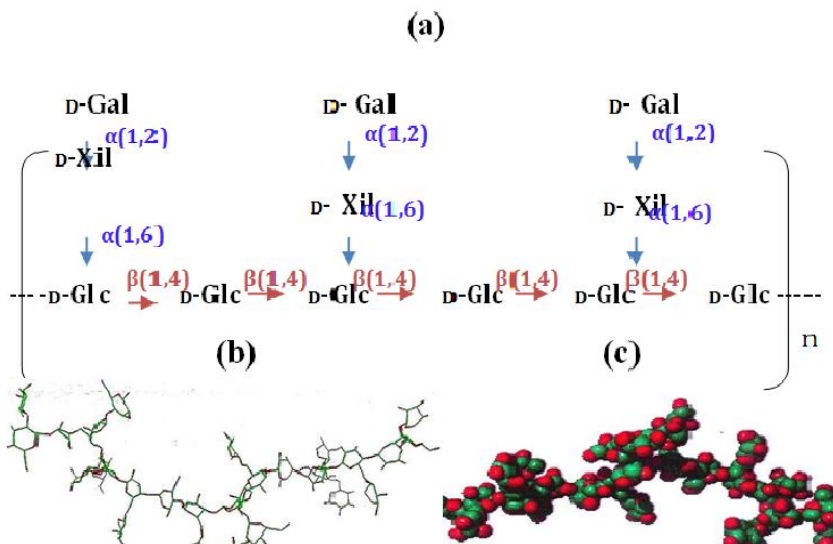 (a)
D-Gal D- Gal D- Gal
α(1,2) α(1,2) α(1,2)
D-Xil
D- Xil D- Xil
α(1,6) α(1,6)
α(1,6)
β(1,4) β(1,4) β(1,4) β(1,4) β(1,4)
D-Glc D-Glc D-Glc D-Glc D-Glc D-Glc
n
(b) (c)